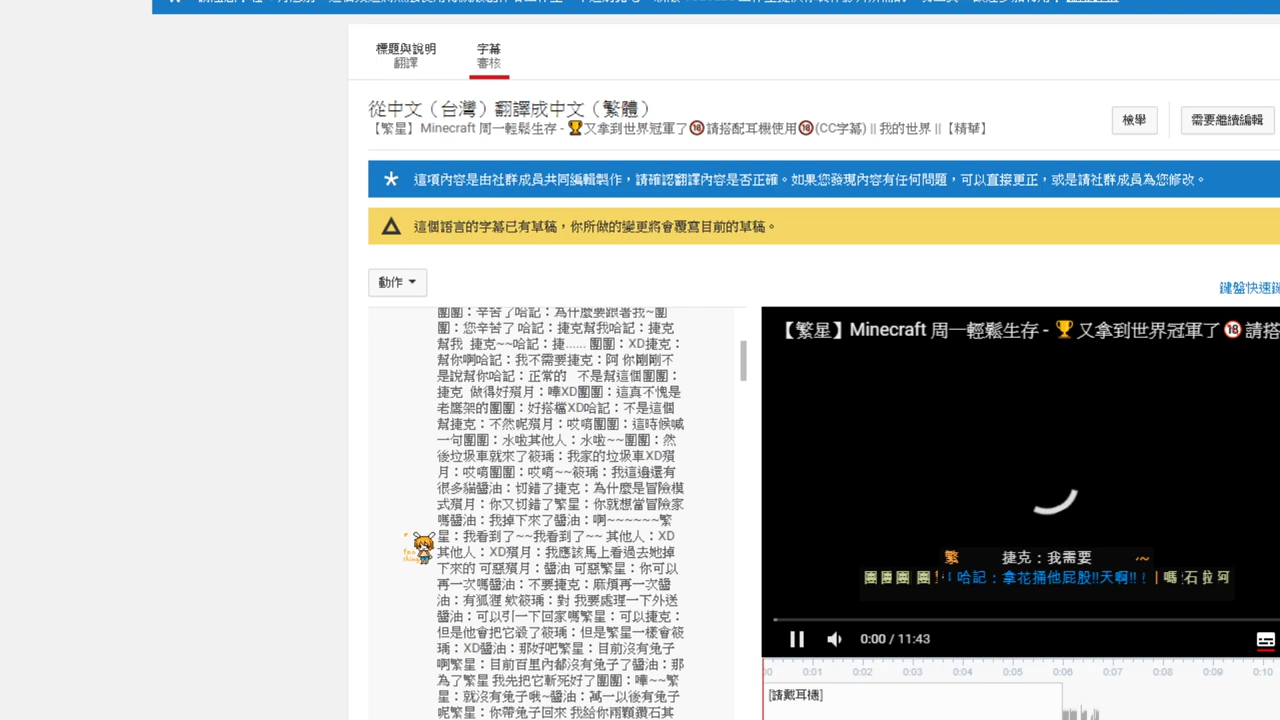 標題與說明
翻譯
字幕
審核
從中文（台灣）翻譯成中文（繁體）
【繁星】Minecraft 周一輕鬆生存 - 🏆又拿到世界冠軍了🔞請搭配耳機使用🔞(CC字幕) || 我的世界 ||【精華】
檢舉
需要繼續編輯
這項內容是由社群成員共同編輯製作，請確認翻譯內容是否正確。如果您發現內容有任何問題，可以直接更正，或是請社群成員為您修改。
這個語言的字幕已有草稿，你所做的變更將會覆寫目前的草稿。
動作
鍵盤快速鍵
團團：辛苦了哈記：為什麼要跟著我~團
團：您辛苦了 哈記：捷克幫我哈記：捷克
幫我 捷克~~哈記：捷...... 團團：XD捷克：
幫你啊哈記：我不需要捷克：阿 你剛剛不
是說幫你哈記：正常的 不是幫這個團團：
捷克 做得好殞月：嘩XD團團：這真不愧是
老鷹架的團團：好搭檔XD哈記：不是這個
幫捷克：不然呢殞月：哎唷團團：這時候喊
一句團團：水啦其他人：水啦~~團團：然
後垃圾車就來了筱瑀：我家的垃圾車XD殞
月：哎唷團團：哎唷~~筱瑀：我這邊還有
很多貓醬油：切錯了捷克：為什麼是冒險模
式殞月：你又切錯了繁星：你就想當冒險家
嗎醬油：我掉下來了醬油：啊~~~~~~繁
星：我看到了~~我看到了~~ 其他人：XD
其他人：XD殞月：我應該馬上看過去她掉
下來的 可惡殞月：醬油 可惡繁星：你可以
再一次嗎醬油：不要捷克：麻煩再一次醬
油：有狐狸 欸筱瑀：對 我要處理一下外送
醬油：可以引一下回家嗎繁星：可以捷克：
但是他會把它殺了筱瑀：但是繁星一樣會筱
瑀：XD醬油：那好吧繁星：目前沒有兔子
啊繁星：目前百里內都沒有兔子了醬油：那
為了繁星 我先把它斬死好了團團：嘩~~繁
星：就沒有兔子哦~醬油：萬一以後有兔子
呢繁星：你帶兔子回來 我給你兩顆鑽石其
【繁星】Minecraft 周一輕鬆生存 - 🏆又拿到世界冠軍了🔞請搭
繁 捷克：我需要 ~
團 團 哈記：拿花捅他屁股!!天啊!!! 嗎 石 阿
0:00 / 11:43
0:01 0:02 0:03 0:04 0:05 0:06 0:07 0:08 0:09 0:10
[請戴耳機]